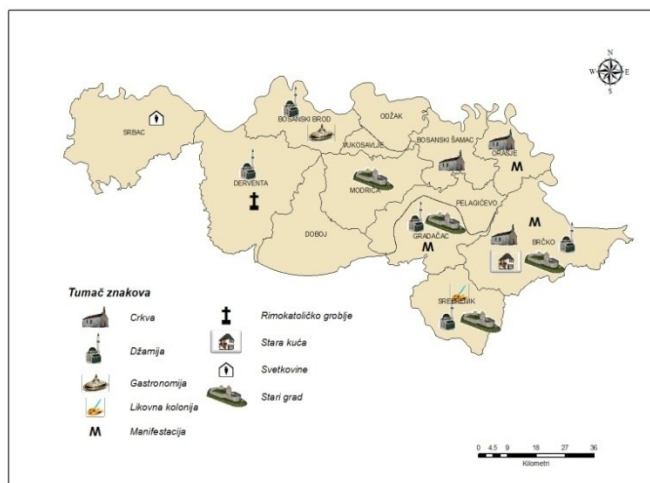 N
W E
S
ODŽAK
BOSANSKI BROD
SRBAC
VUKOSAVLJE
BOSANSKI ŠAMAC
ORAŠJE
M
DERVENTA
MODRIČA
PELAGIĆEVO
DOBOJ
GRADAČAC
M
M
BRČKO
SREBRENIK
Tumač znakova
Crkva
Džamija
Gastronomija
Likovna kolonija
M Manifestacija
Rimokatoličko groblje
Stara kuća
Svetkovine
Stari grad
0 4.5 9 18 27 36
Kilometri